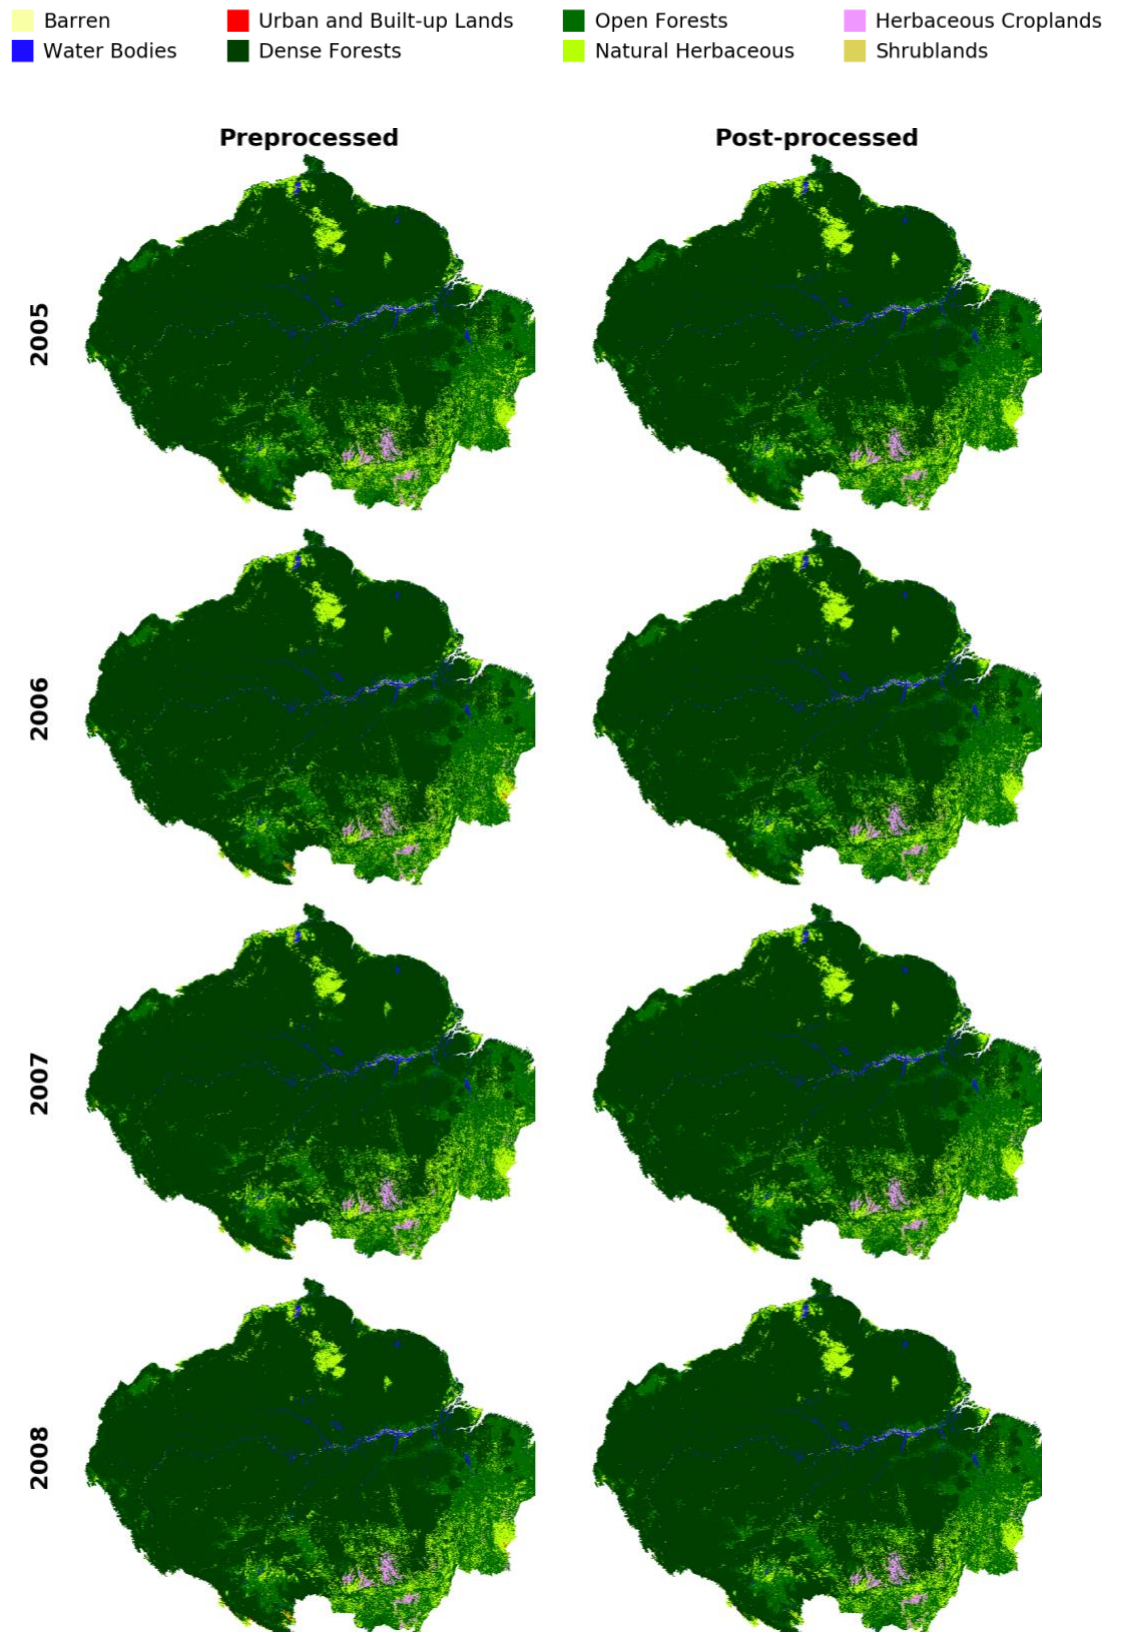 Barren Urban and Built-up Lands Open Forests Herbaceous Croplands
Water Bodies Dense Forests Natural Herbaceous Shrublands
Preprocessed Post-processed
2005
2006
2007
2008